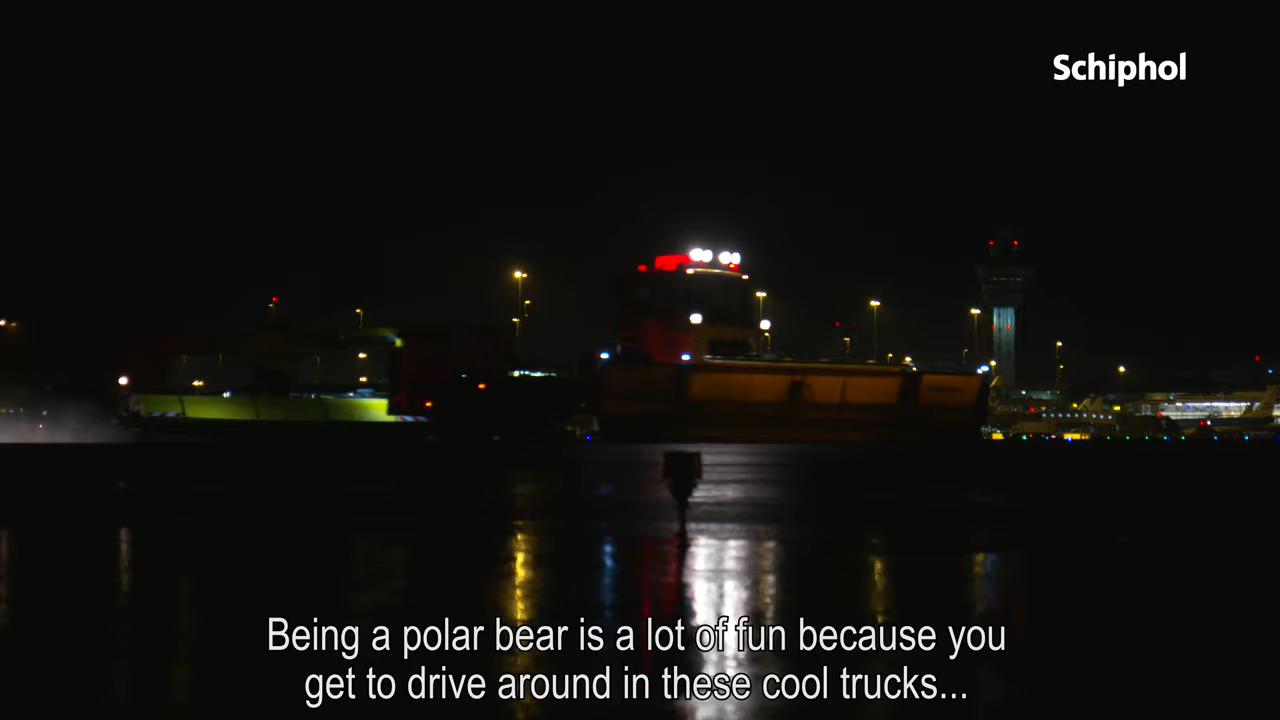 Schiphol
Being a polar bear is a lot of fun because you
get to drive around in these cool trucks...